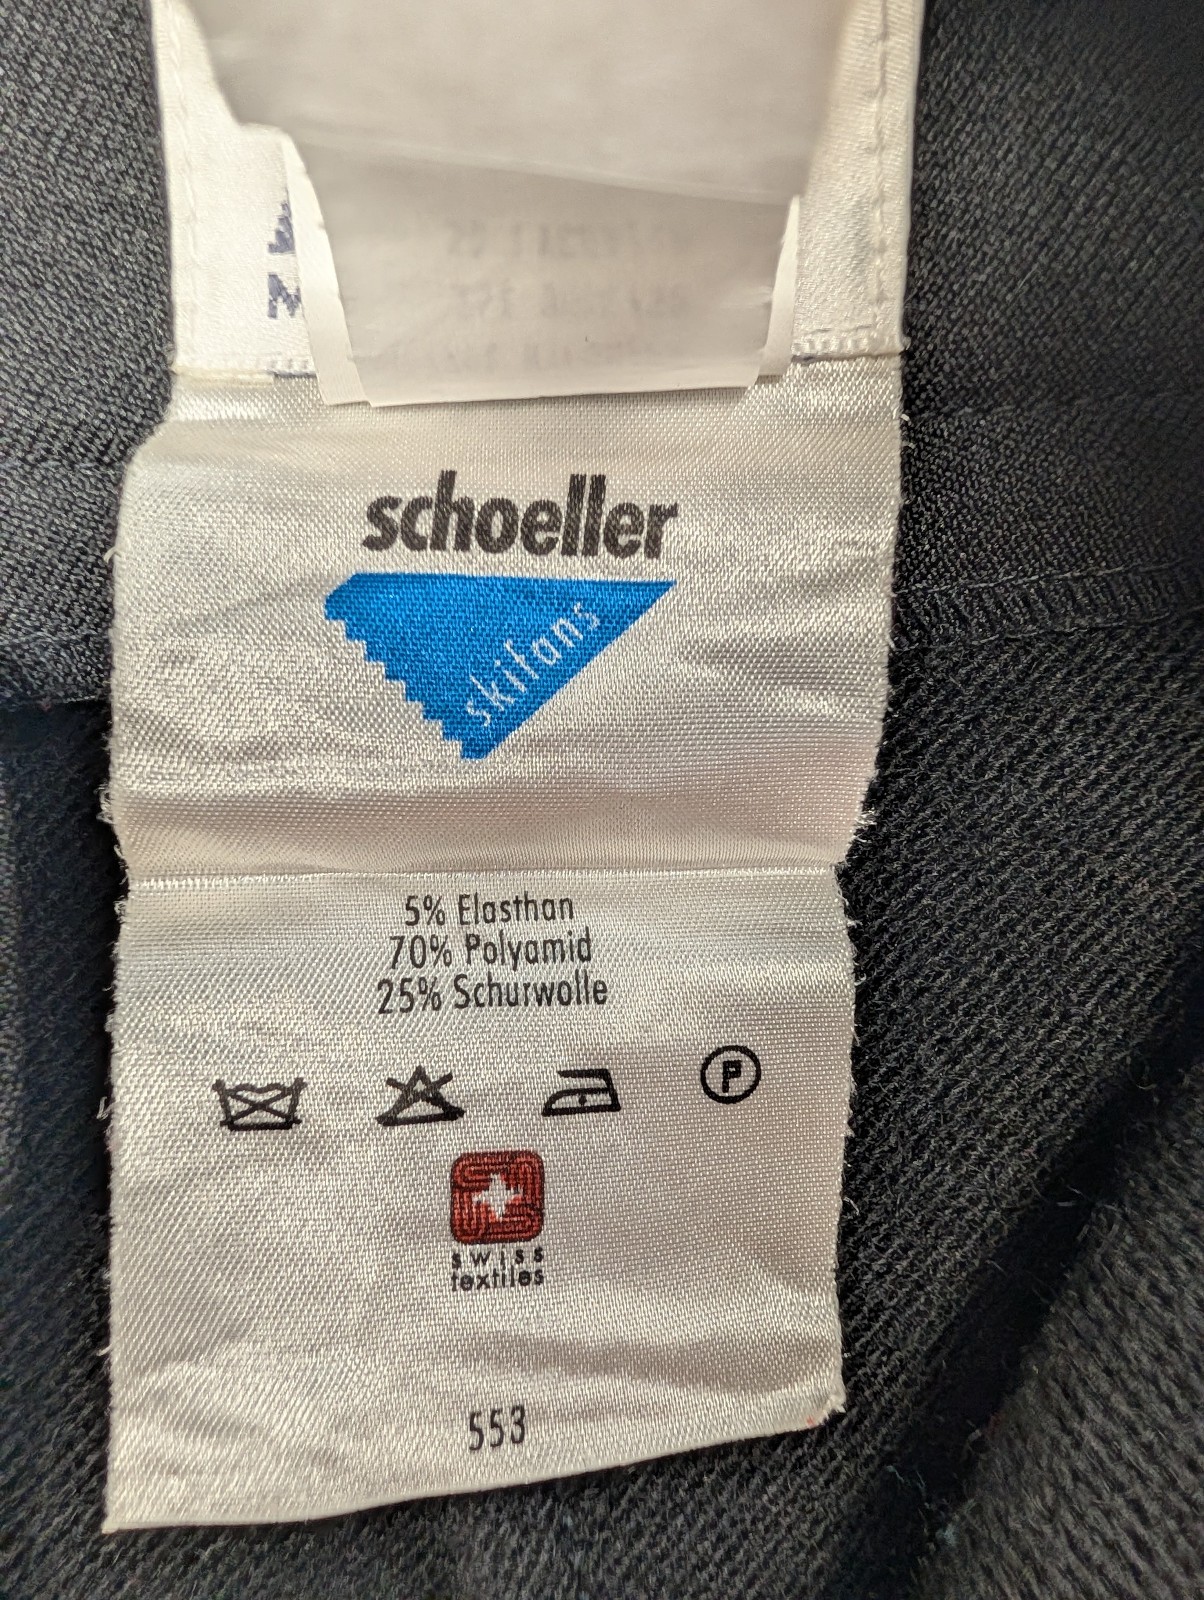 schoeller
skifans
5% Elasthan
70% Polyamid
25% Schurwolle
P
swiss
textiles
553